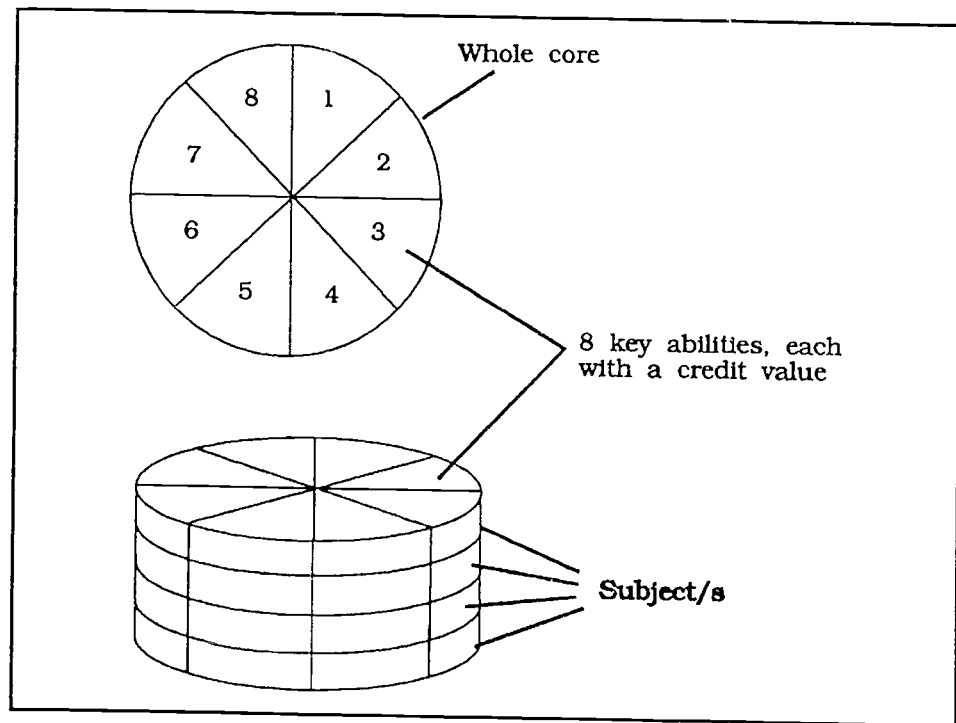 Whole core
8 1
7 2
6 3
5 4
8 key abilities, each
with a credit value
Subject/s